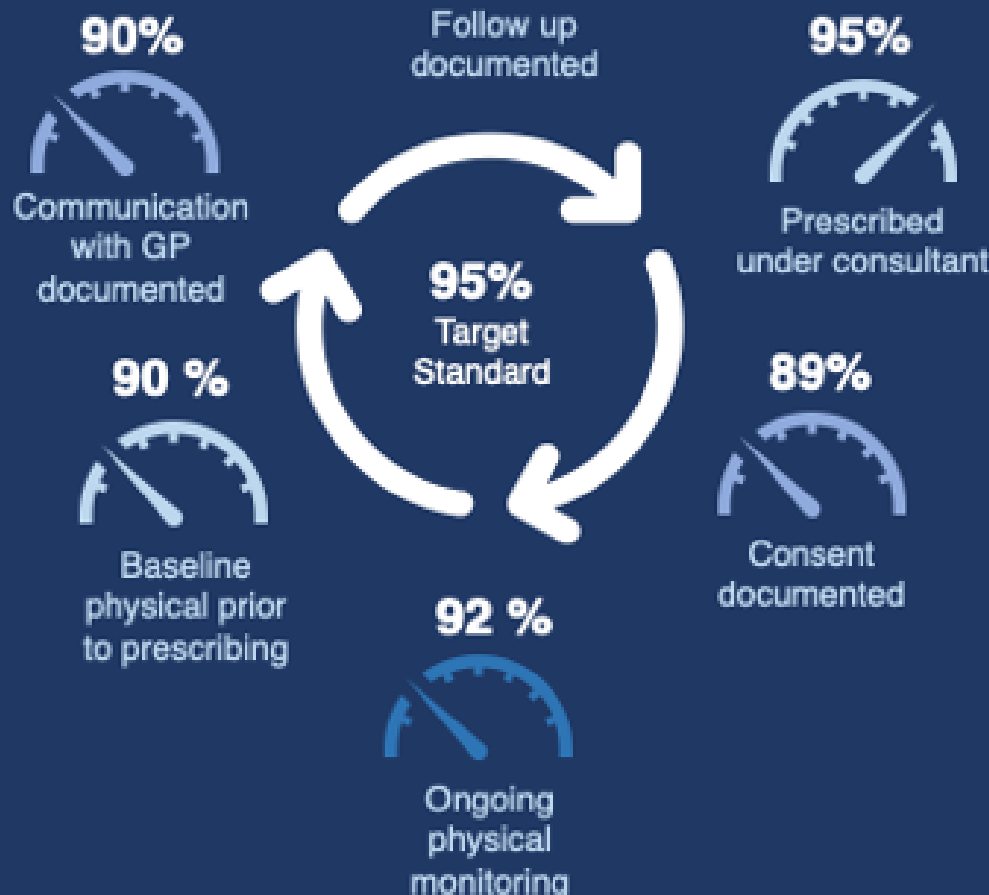 Follow up
documented
90%
Communication
with GP
documented
95%
Prescribed
under consultant
95%
Target
Standard
90 %
Baseline
physical prior
to prescribing
89%
Consent
documented
92 %
Ongoing
physical
monitoring